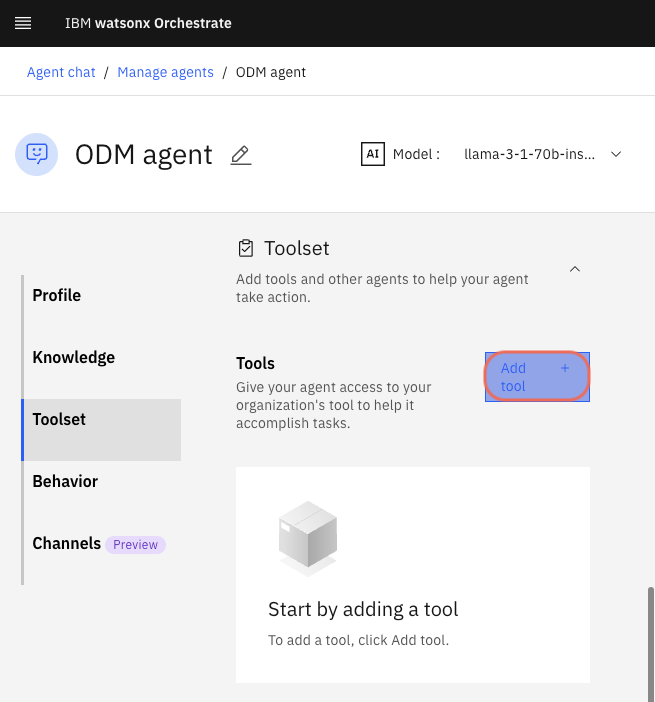 IBM watsonx Orchestrate
Agent chat / Manage agents / ODM agent
ODM agent
AI Model : llama-3-1-70b-ins...
Toolset
Add tools and other agents to help your agent
take action.
Profile
Knowledge
Toolset
Behavior
Channels Preview
Tools
Give your agent access to your
organization's tool to help it
accomplish tasks.
Add +
tool
Start by adding a tool
To add a tool, click Add tool.